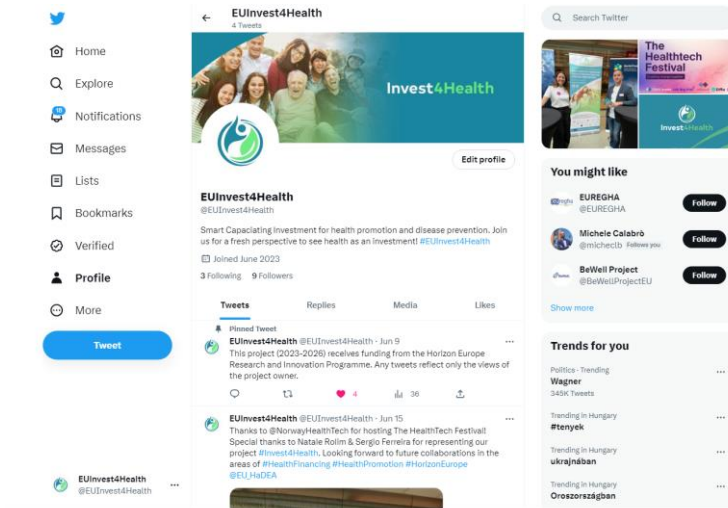 EUInvest4Health
4 Tweets
Search Twitter
Home
Explore
15
Notifications
Messages
Lists
Bookmarks
Verified
Profile
More
Tweet
EUInvest4Health
@EUInvest4Health
Invest4Health
Edit profile
EUInvest4Health
@EUInvest4Health
Smart Capaciating investment for health promotion and disease prevention. Join
us for a fresh perspective to see health as an investment! #EUInvest4Health
Joined June 2023
3 Following 9 Followers
Tweets Replies Media Likes
Pinned Tweet
EUInvest4Health @EUInvest4Health · Jun 9
This project (2023-2026) receives funding from the Horizon Europe
Research and Innovation Programme. Any tweets reflect only the views of
the project owner.
4 36
EUInvest4Health @EUInvest4Health · Jun 15
Thanks to @NorwayHealthTech for hosting The HealthTech Festival!
Special thanks to Natalie Rolim & Sergio Ferreira for representing our
project #Invest4Health. Looking forward to future collaborations in the
areas of #HealthFinancing #HealthPromotion #HorizonEurope
@EU_HaDEA
The
Healthtech
Festival
Invest4Health
You might like
EUREGHA
@EUREGHA
Follow
Michele Calabrò
@micheclb Follows you
Follow
BeWell Project
@BeWellProjectEU
Follow
Show more
Trends for you
Politics · Trending
Wagner
345K Tweets
Trending in Hungary
#tenyek
Trending in Hungary
ukrajnában
Trending in Hungary
Oroszországban